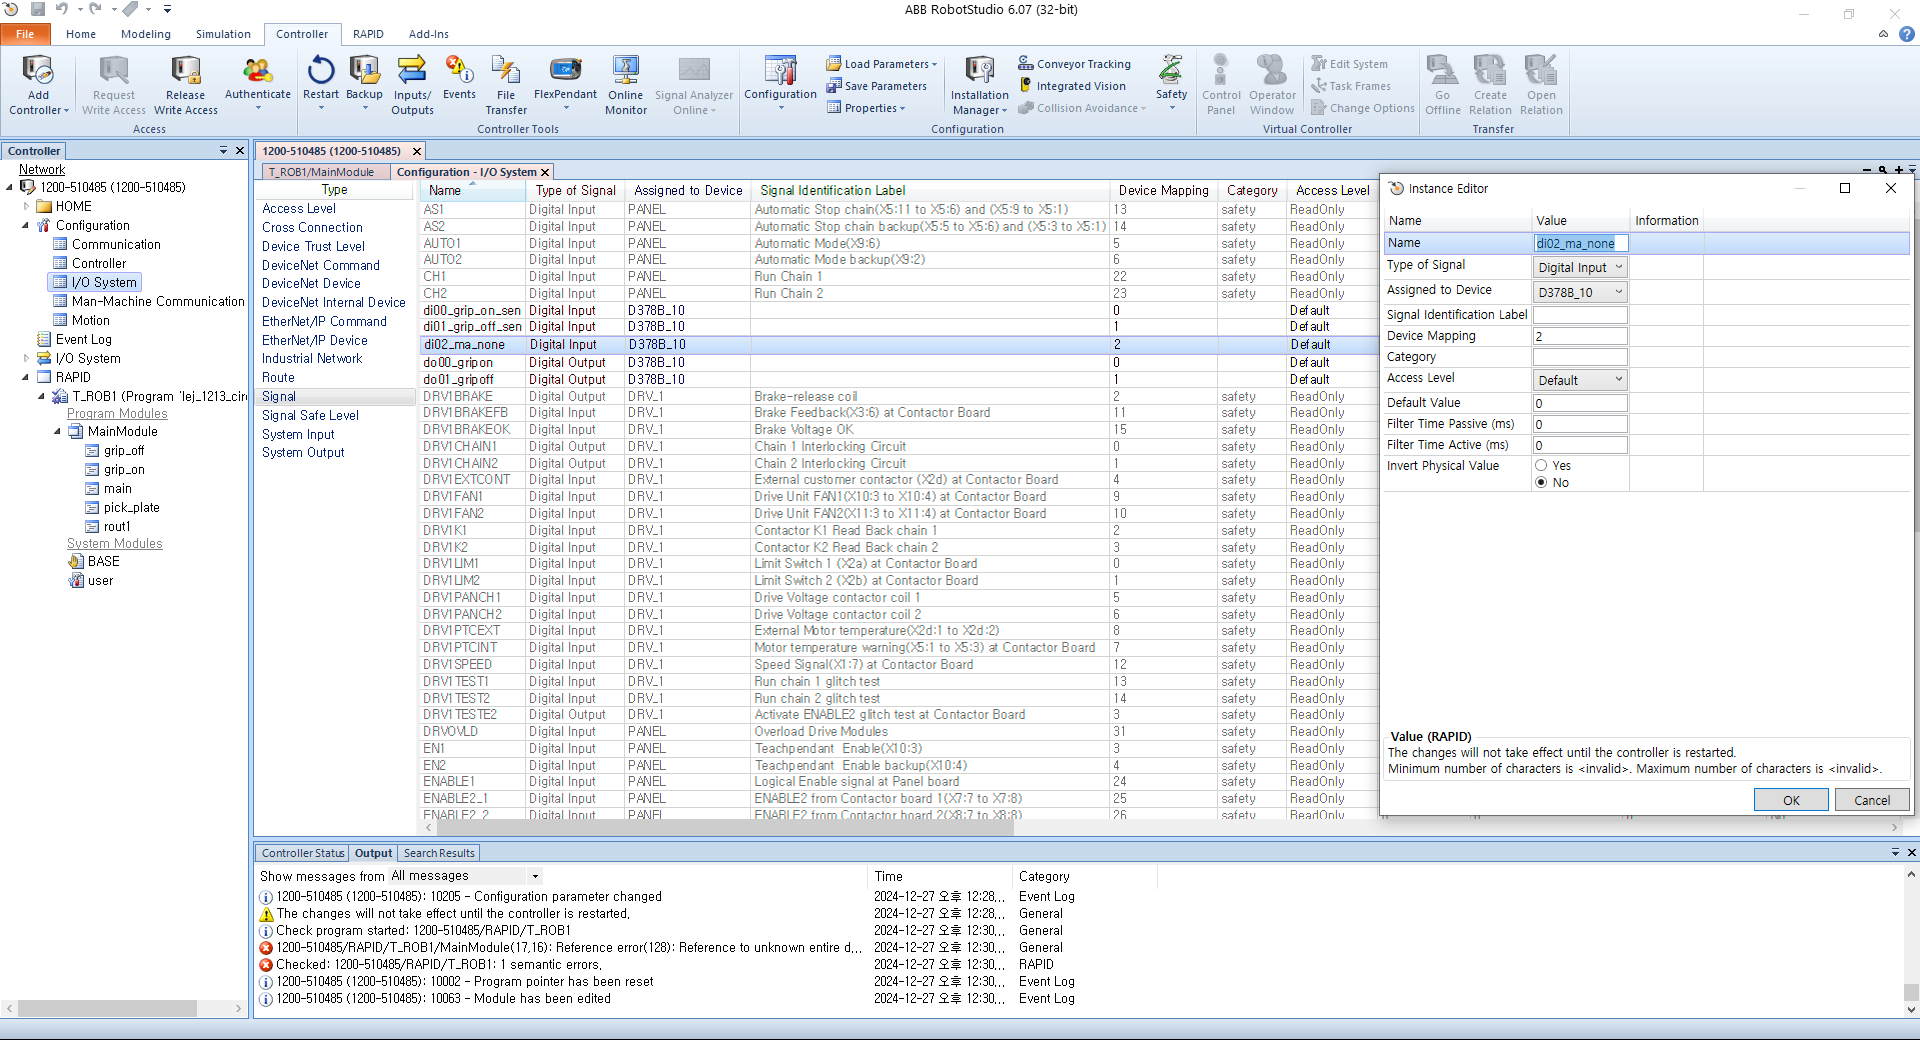 ABB RobotStudio 6.07 (32-bit)
File Home Modeling Simulation Controller RAPID Add-Ins
Add Controller
Request Write Access
Release Write Access
Authenticate
Access
Restart
Backup
Inputs/ Outputs
Events
File Transfer
FlexPendant
Online Monitor
Signal Analyzer Online
Controller Tools
Configuration
Load Parameters
Save Parameters
Properties
Installation Manager
Conveyor Tracking
Integrated Vision
Collision Avoidance
Configuration
Safety
Control Panel
Operator Window
Edit System
Task Frames
Change Options
Virtual Controller
Go Offline
Create Relation
Open Relation
Transfer
Controller
Network
1200-510485 (1200-510485)
HOME
Configuration
Communication
Controller
I/O System
Man-Machine Communication
Motion
Event Log
I/O System
RAPID
T_ROB1 (Program 'lej_1213_cir
Program Modules
MainModule
grip_off
grip_on
main
pick_plate
rout1
System Modules
BASE
user
1200-510485 (1200-510485)
T_ROB1/MainModule Configuration - I/O System
Type
Access Level
Cross Connection
Device Trust Level
DeviceNet Command
DeviceNet Device
DeviceNet Internal Device
EtherNet/IP Command
EtherNet/IP Device
Industrial Network
Route
Signal
Signal Safe Level
System Input
System Output
Name Type of Signal Assigned to Device Signal Identification Label Device Mapping Category Access Level
AS1 Digital Input PANEL Automatic Stop chain(X5:11 to X5:6) and (X5:9 to X5:1) 13 safety ReadOnly
AS2 Digital Input PANEL Automatic Stop chain backup(X5:5 to X5:6) and (X5:3 to X5:1) 14 safety ReadOnly
AUTO1 Digital Input PANEL Automatic Mode(X9:6) 5 safety ReadOnly
AUTO2 Digital Input PANEL Automatic Mode backup(X9:2) 6 safety ReadOnly
CH1 Digital Input PANEL Run Chain 1 22 safety ReadOnly
CH2 Digital Input PANEL Run Chain 2 23 safety ReadOnly
di00_grip_on_sen Digital Input D378B_10 0 Default
di01_grip_off_sen Digital Input D378B_10 1 Default
di02_ma_none Digital Input D378B_10 2 Default
do00_gripon Digital Output D378B_10 0 Default
do01_gripoff Digital Output D378B_10 1 Default
DRV1BRAKE Digital Output DRV_1 Brake-release coil 2 safety ReadOnly
DRV1BRAKEFB Digital Input DRV_1 Brake Feedback(X3:6) at Contactor Board 11 safety ReadOnly
DRV1BRAKEOK Digital Input DRV_1 Brake Voltage OK 15 safety ReadOnly
DRV1CHAIN1 Digital Output DRV_1 Chain 1 Interlocking Circuit 0 safety ReadOnly
DRV1CHAIN2 Digital Output DRV_1 Chain 2 Interlocking Circuit 1 safety ReadOnly
DRV1EXTCONT Digital Input DRV_1 External customer contactor (X2d) at Contactor Board 4 safety ReadOnly
DRV1FAN1 Digital Input DRV_1 Drive Unit FAN1(X10:3 to X10:4) at Contactor Board 9 safety ReadOnly
DRV1FAN2 Digital Input DRV_1 Drive Unit FAN2(X11:3 to X11:4) at Contactor Board 10 safety ReadOnly
DRV1K1 Digital Input DRV_1 Contactor K1 Read Back chain 1 2 safety ReadOnly
DRV1K2 Digital Input DRV_1 Contactor K2 Read Back chain 2 3 safety ReadOnly
DRV1LIM1 Digital Input DRV_1 Limit Switch 1 (X2a) at Contactor Board 0 safety ReadOnly
DRV1LIM2 Digital Input DRV_1 Limit Switch 2 (X2b) at Contactor Board 1 safety ReadOnly
DRV1PANCH1 Digital Input DRV_1 Drive Voltage contactor coil 1 5 safety ReadOnly
DRV1PANCH2 Digital Input DRV_1 Drive Voltage contactor coil 2 6 safety ReadOnly
DRV1PTCEXT Digital Input DRV_1 External Motor temperature(X2d:1 to X2d:2) 8 safety ReadOnly
DRV1PTCINT Digital Input DRV_1 Motor temperature warning(X5:1 to X5:3) at Contactor Board 7 safety ReadOnly
DRV1SPEED Digital Input DRV_1 Speed SIgnal(X1:7) at Contactor Board 12 safety ReadOnly
DRV1TEST1 Digital Input DRV_1 Run chain 1 glitch test 13 safety ReadOnly
DRV1TEST2 Digital Input DRV_1 Run chain 2 glitch test 14 safety ReadOnly
DRV1TESTE2 Digital Output DRV_1 Activate ENABLE2 glitch test at Contactor Board 3 safety ReadOnly
DRVOVLD Digital Input PANEL Overload Drive Modules 31 safety ReadOnly
EN1 Digital Input PANEL Teachpendant Enable(X10:3) 3 safety ReadOnly
EN2 Digital Input PANEL Teachpendant Enable backup(X10:4) 4 safety ReadOnly
ENABLE1 Digital Input PANEL Logical Enable signal at Panel board 24 safety ReadOnly
ENABLE2_1 Digital Input PANEL ENABLE2 from Contactor board 1(X7:7 to X7:8) 25 safety ReadOnly
ENABLE2_2 Digital Input PANEL ENABLE2 from Contactor board 2(X8:7 to X8:8) 26 safety ReadOnly
Instance Editor
Name Value Information
Name di02_ma_none
Type of Signal Digital Input
Assigned to Device D378B_10
Signal Identification Label
Device Mapping 2
Category
Access Level Default
Default Value 0
Filter Time Passive (ms) 0
Filter Time Active (ms) 0
Invert Physical Value Yes
No
Value (RAPID)
The changes will not take effect until the controller is restarted.
Minimum number of characters is <invalid>. Maximum number of characters is <invalid>.
OK Cancel
Controller Status Output Search Results
Show messages from All messages Time Category
1200-510485 (1200-510485): 10205 - Configuration parameter changed 2024-12-27 오후 12:28... Event Log
The changes will not take effect until the controller is restarted. 2024-12-27 오후 12:28... General
Check program started: 1200-510485/RAPID/T_ROB1 2024-12-27 오후 12:30... General
1200-510485/RAPID/T_ROB1/MainModule(17,16): Reference error(128): Reference to unknown entire d... 2024-12-27 오후 12:30... General
Checked: 1200-510485/RAPID/T_ROB1: 1 semantic errors. 2024-12-27 오후 12:30... RAPID
1200-510485 (1200-510485): 10002 - Program pointer has been reset 2024-12-27 오후 12:30... Event Log
1200-510485 (1200-510485): 10063 - Module has been edited 2024-12-27 오후 12:30... Event Log